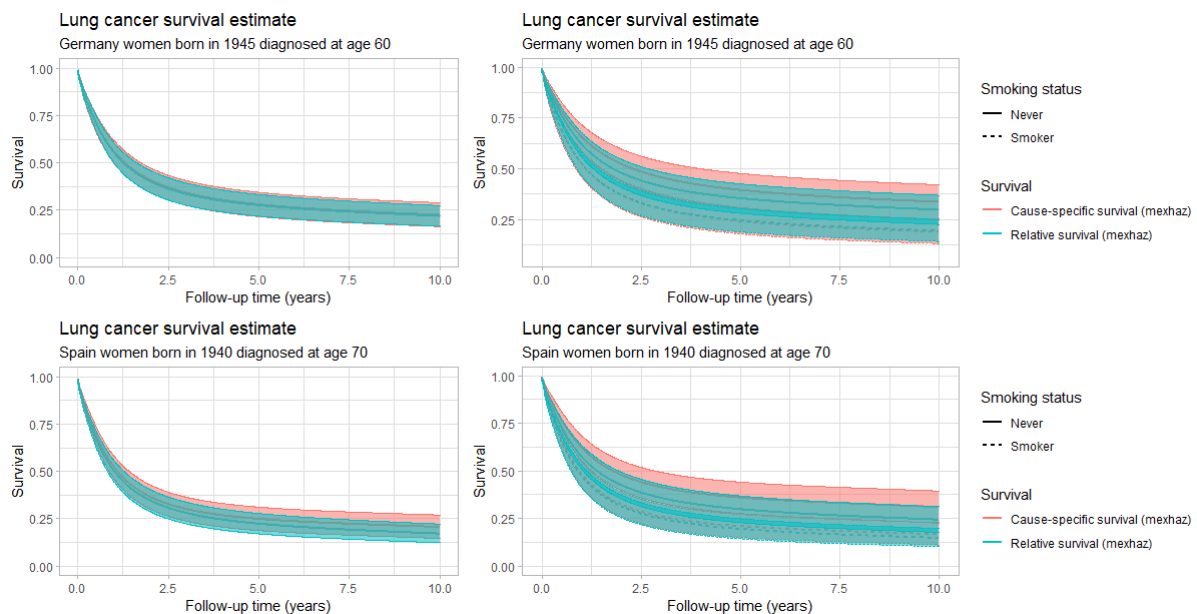 Lung cancer survival estimate
Germany women born in 1945 diagnosed at age 60
1.00
0.75
0.50
0.25
0.00
Survival
0.0
2.5
5.0
7.5
10.0
Follow-up time (years)
Lung cancer survival estimate
Germany women born in 1945 diagnosed at age 60
1.00
0.75
0.50
0.25
Survival
0.0
2.5
5.0
7.5
10.0
Follow-up time (years)
Smoking status
Never
Smoker
Survival
Cause-specific survival (mexhaz)
Relative survival (mexhaz)
Lung cancer survival estimate
Spain women born in 1940 diagnosed at age 70
1.00
0.75
0.50
0.25
0.00
Survival
0.0
2.5
5.0
7.5
10.0
Follow-up time (years)
Lung cancer survival estimate
Spain women born in 1940 diagnosed at age 70
1.00
0.75
0.50
0.25
0.00
Survival
0.0
2.5
5.0
7.5
10.0
Follow-up time (years)
Smoking status
Never
Smoker
Survival
Cause-specific survival (mexhaz)
Relative survival (mexhaz)